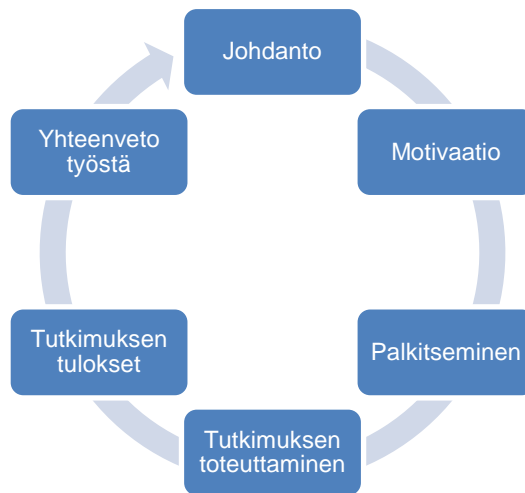 Johdanto
Motivaatio
Palkitseminen
Tutkimuksen
toteuttaminen
Tutkimuksen
tulokset
Yhteenveto
työstä